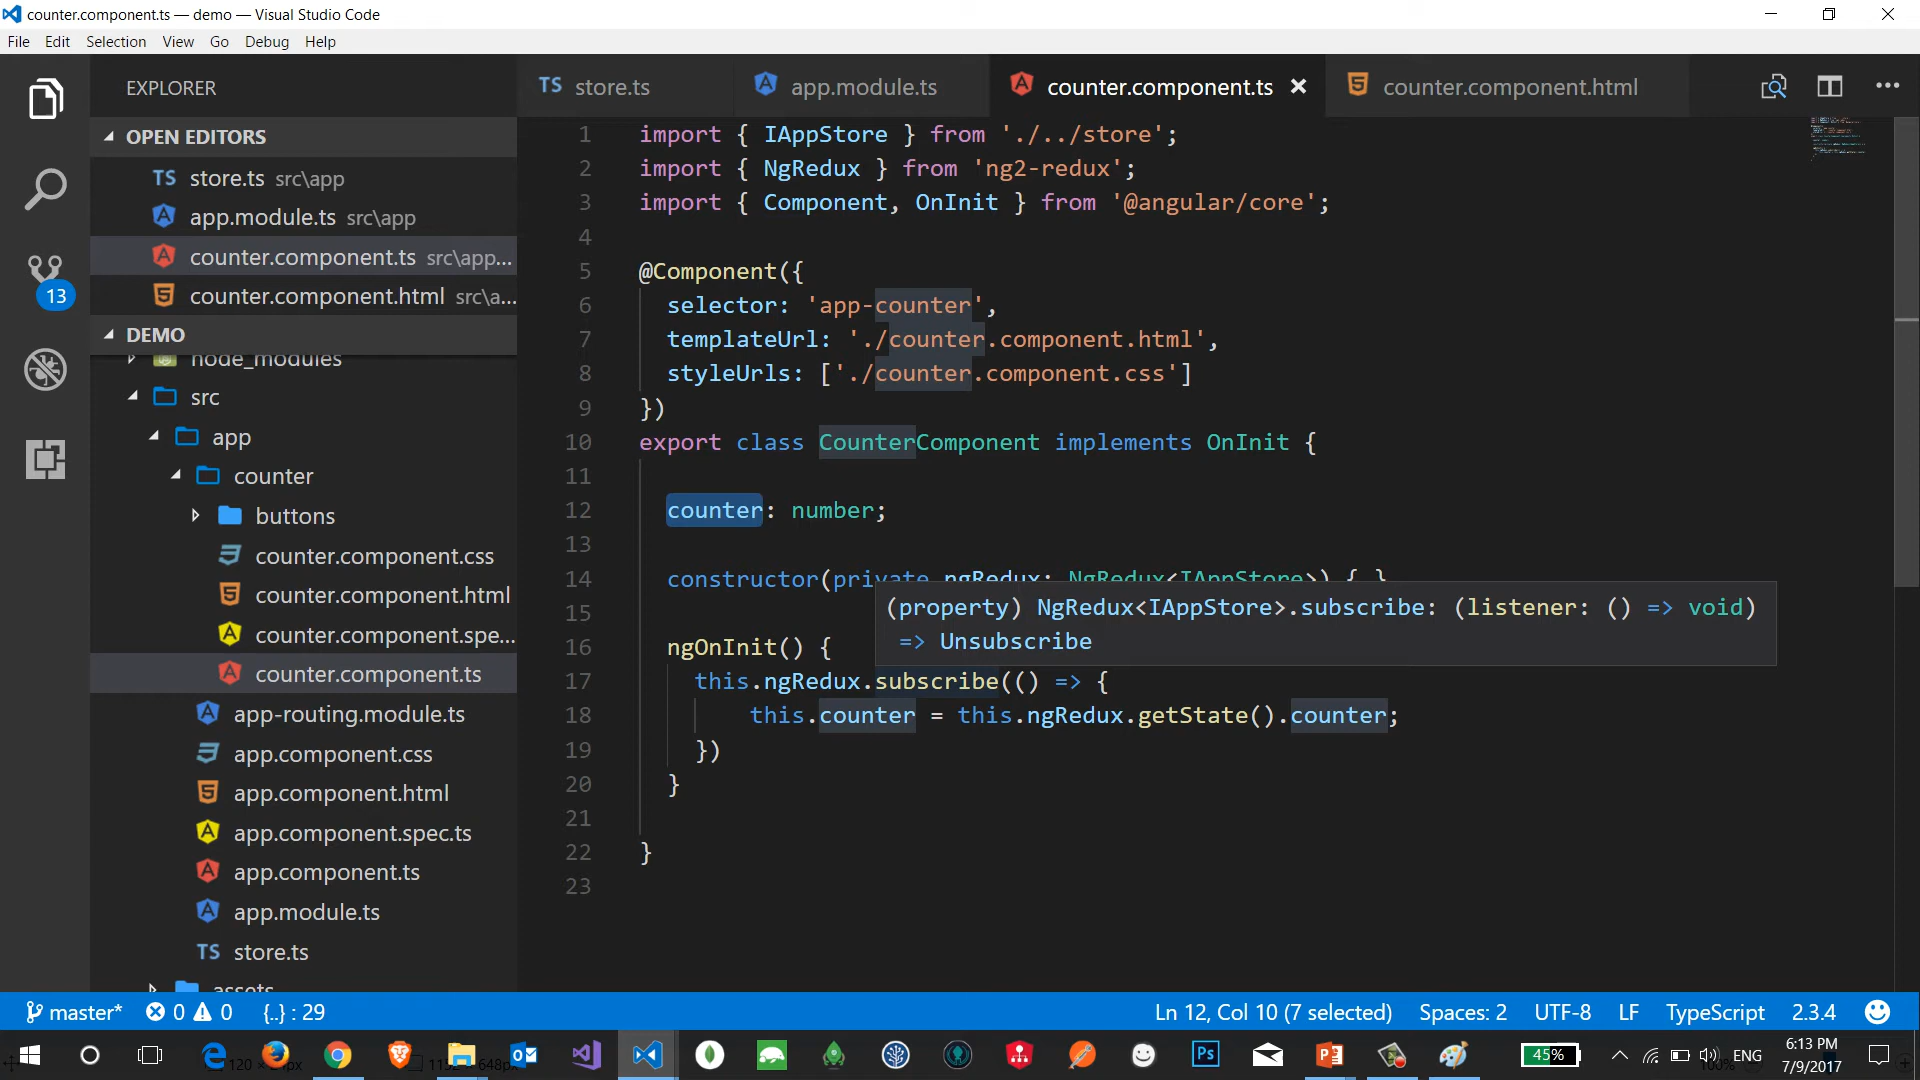 counter.component.ts — demo — Visual Studio Code
File Edit Selection View Go Debug Help
EXPLORER
OPEN EDITORS
TS store.ts src\app
app.module.ts src\app
counter.component.ts src\app...
counter.component.html src\a...
DEMO
node_modules
src
app
counter
buttons
counter.component.css
counter.component.html
counter.component.spe...
counter.component.ts
app-routing.module.ts
app.component.css
app.component.html
app.component.spec.ts
app.component.ts
app.module.ts
TS store.ts
assets
13
TS store.ts app.module.ts counter.component.ts counter.component.html
1 import { IAppStore } from './../store';
2 import { NgRedux } from 'ng2-redux';
3 import { Component, OnInit } from '@angular/core';
4
5 @Component({
6 selector: 'app-counter',
7 templateUrl: './counter.component.html',
8 styleUrls: ['./counter.component.css']
9 })
10 export class CounterComponent implements OnInit {
11
12 counter: number;
13
14 constructor(private ngRedux: NgRedux<IAppStore>) { }
15
(property) NgRedux<IAppStore>.subscribe: (listener: () => void)
=> Unsubscribe
16 ngOnInit() {
17 this.ngRedux.subscribe(() => {
18 this.counter = this.ngRedux.getState().counter;
19 })
20 }
21
22 }
23
master* 0 0 {..} : 29 Ln 12, Col 10 (7 selected) Spaces: 2 UTF-8 LF TypeScript 2.3.4
Ps
45%
ENG
6:13 PM
7/9/2017